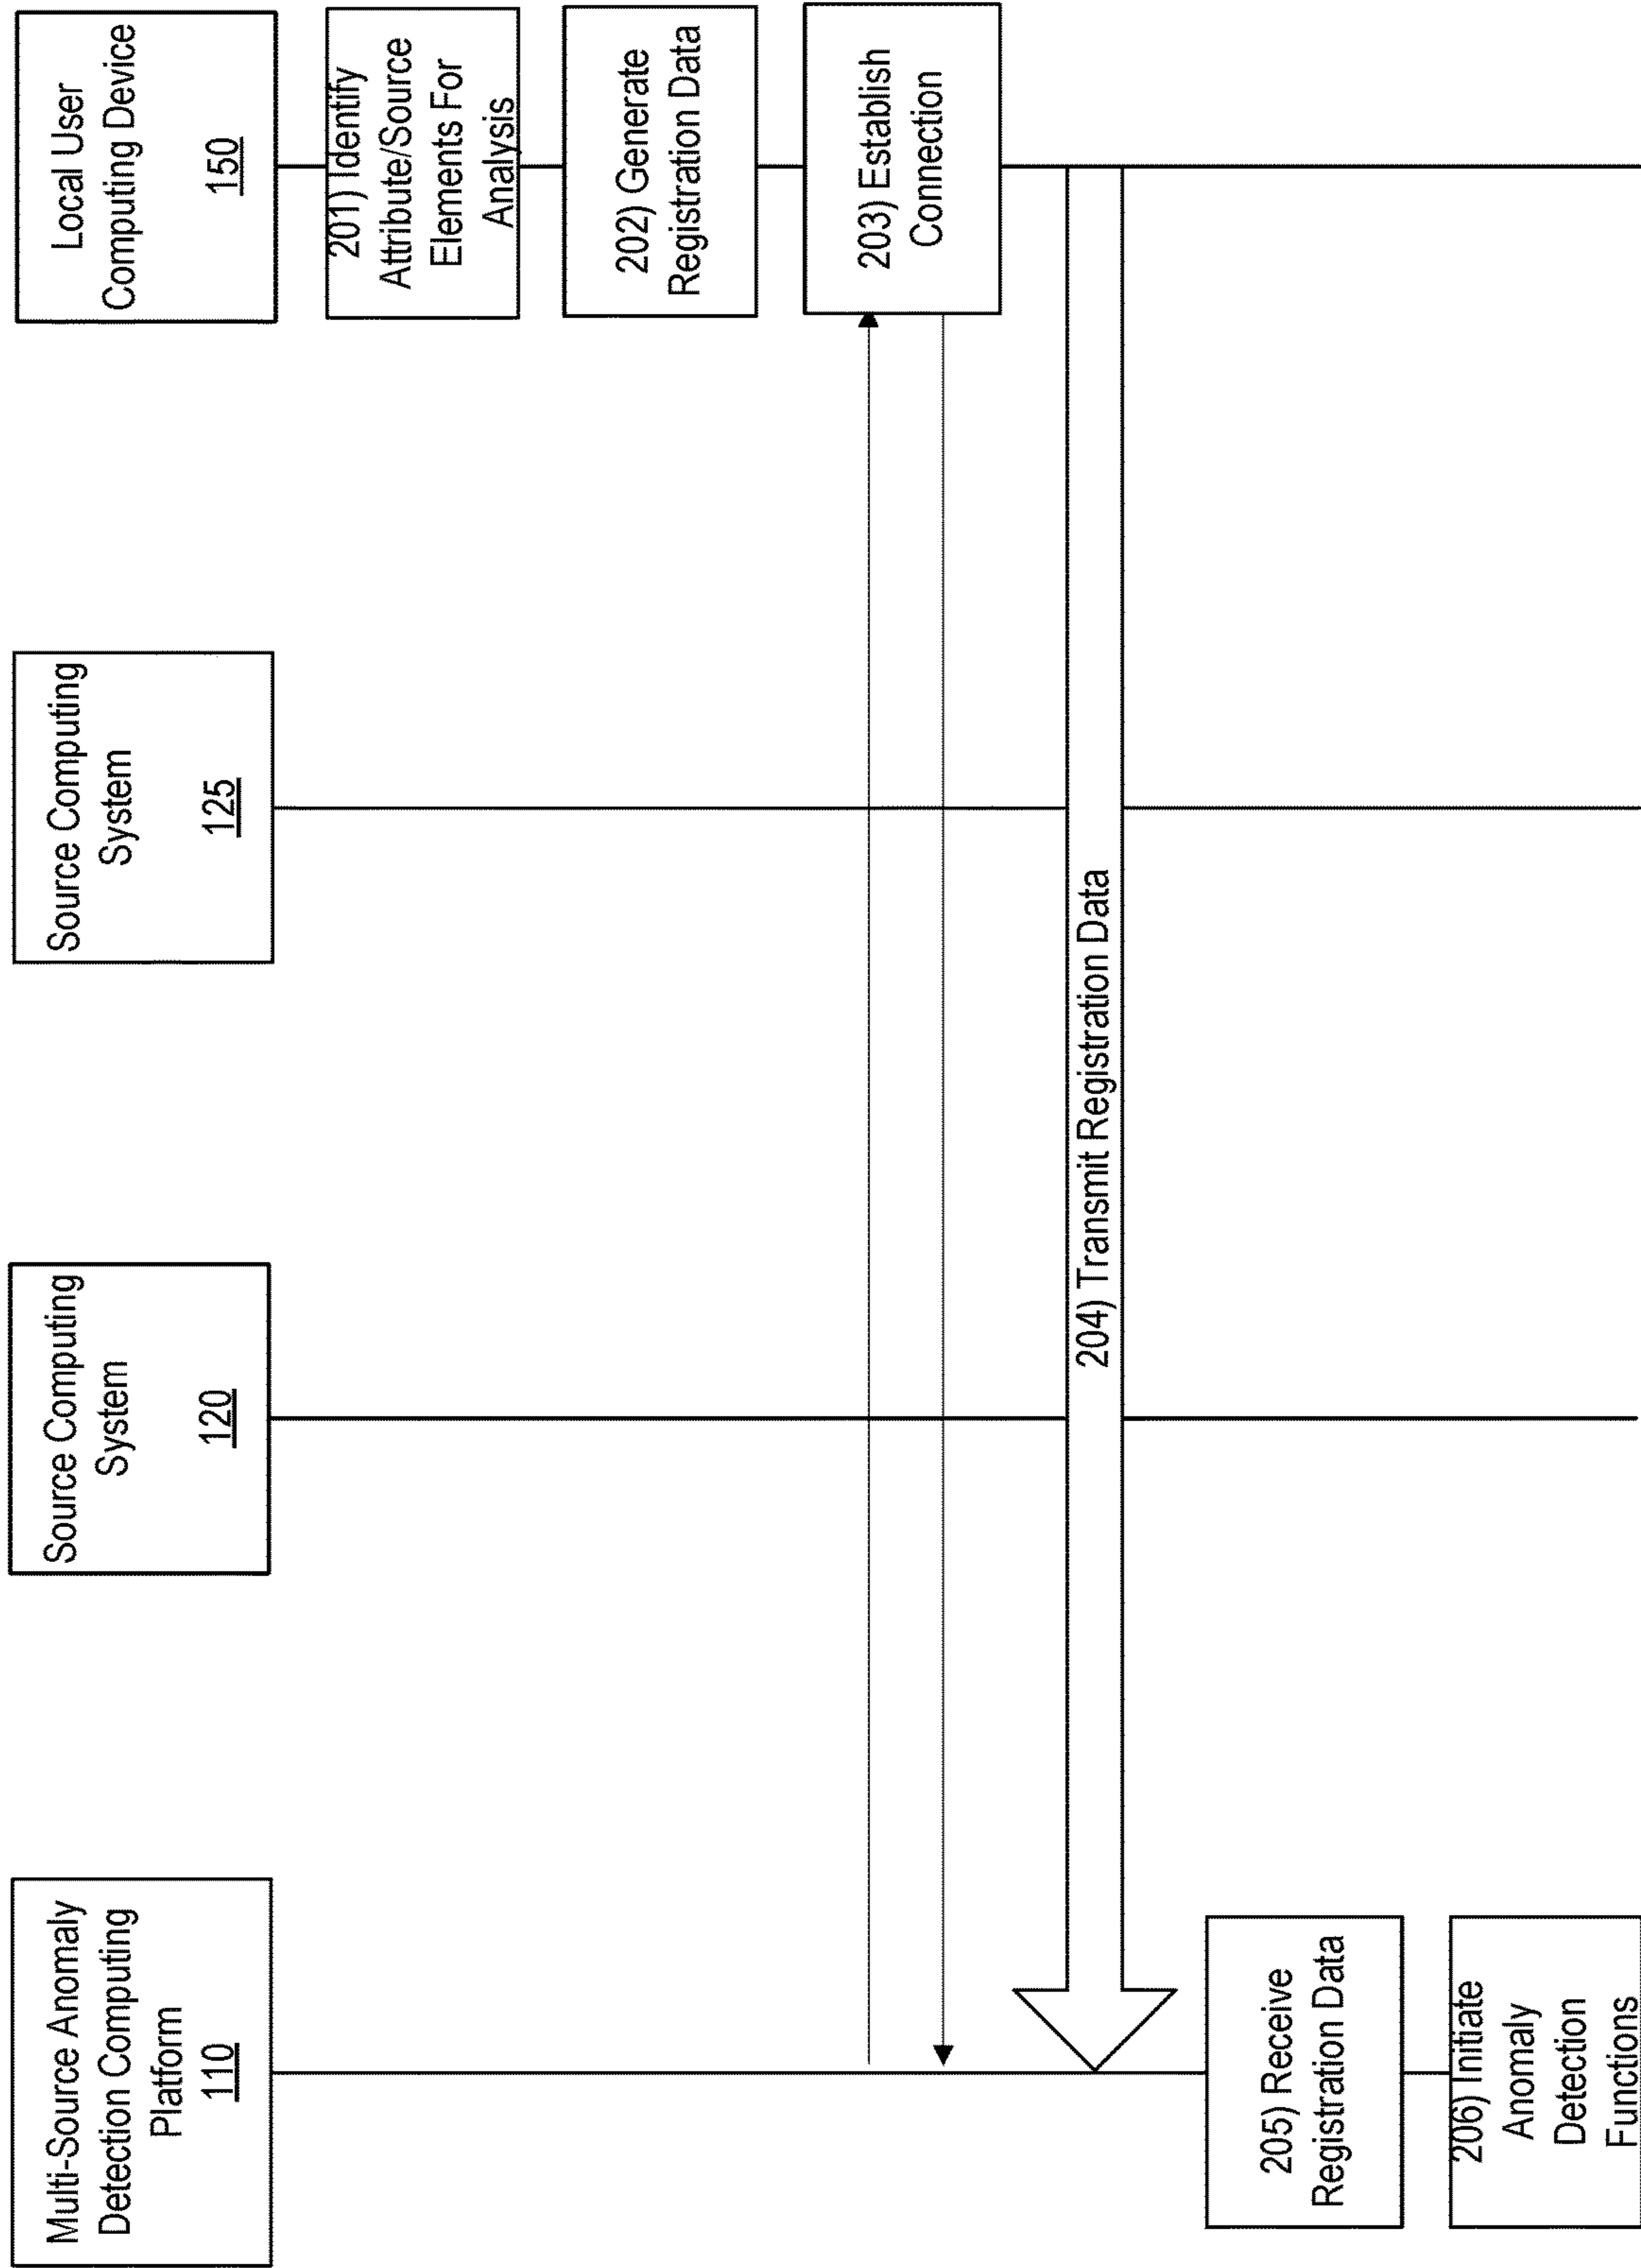 Multi-Source Anomaly
Detection Computing
Platform
110
Source Computing
System
120
Source Computing
System
125
Local User
Computing Device
150
201) Identify
Attribute/Source
Elements For
Analysis
202) Generate
Registration Data
203) Establish
Connection
204) Transmit Registration Data
205) Receive
Registration Data
206) Initiate
Anomaly
Detection
Functions